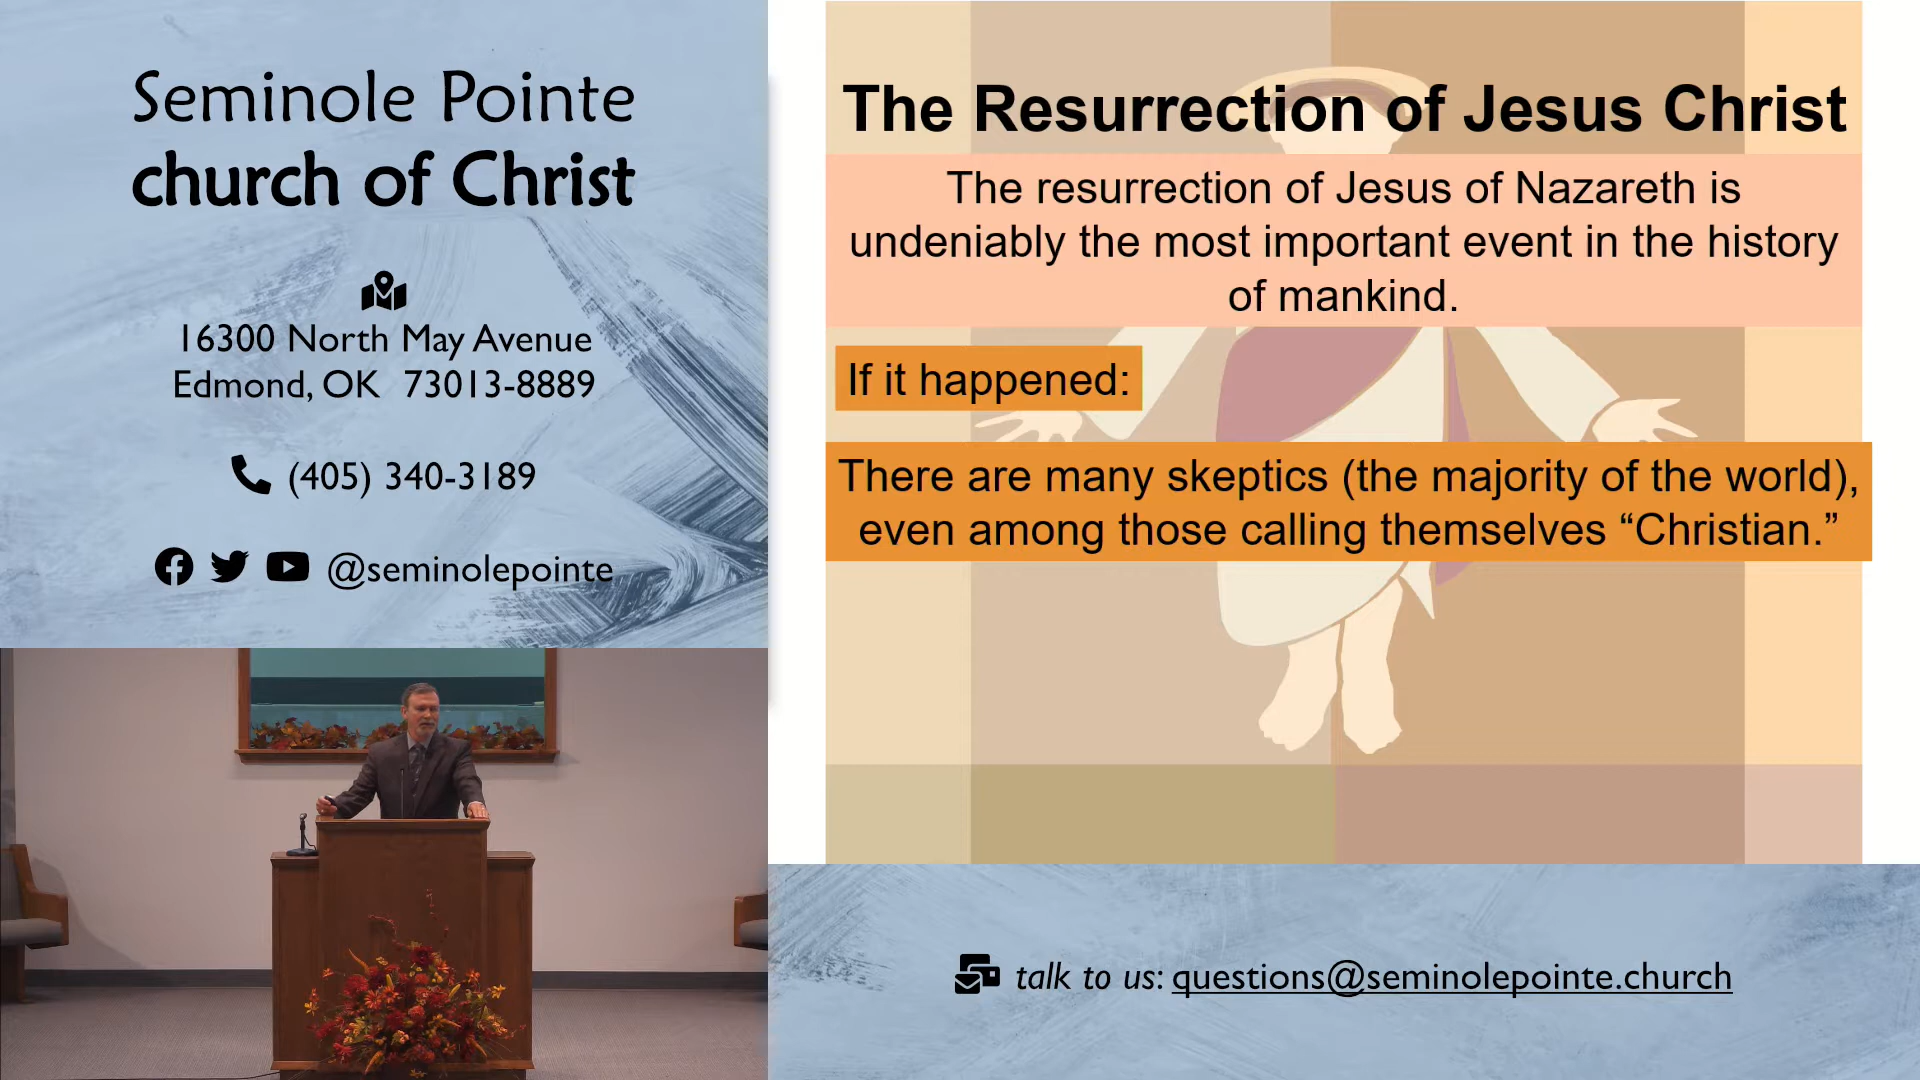 Seminole Pointe
church of Christ
16300 North May Avenue
Edmond, OK 73013-8889
(405) 340-3189
@seminolepointe
The Resurrection of Jesus Christ
The resurrection of Jesus of Nazareth is
undeniably the most important event in the history
of mankind.
If it happened:
There are many skeptics (the majority of the world),
even among those calling themselves “Christian.”
talk to us: questions@seminolepointe.church